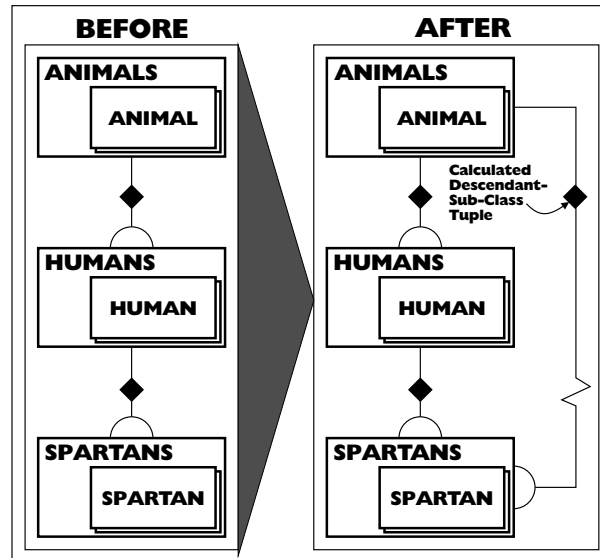 BEFORE
ANIMALS
ANIMAL
HUMANS
HUMAN
SPARTANS
SPARTAN
AFTER
ANIMALS
ANIMAL
Calculated
Descendant-
Sub-Class
Tuple
HUMANS
HUMAN
SPARTANS
SPARTAN